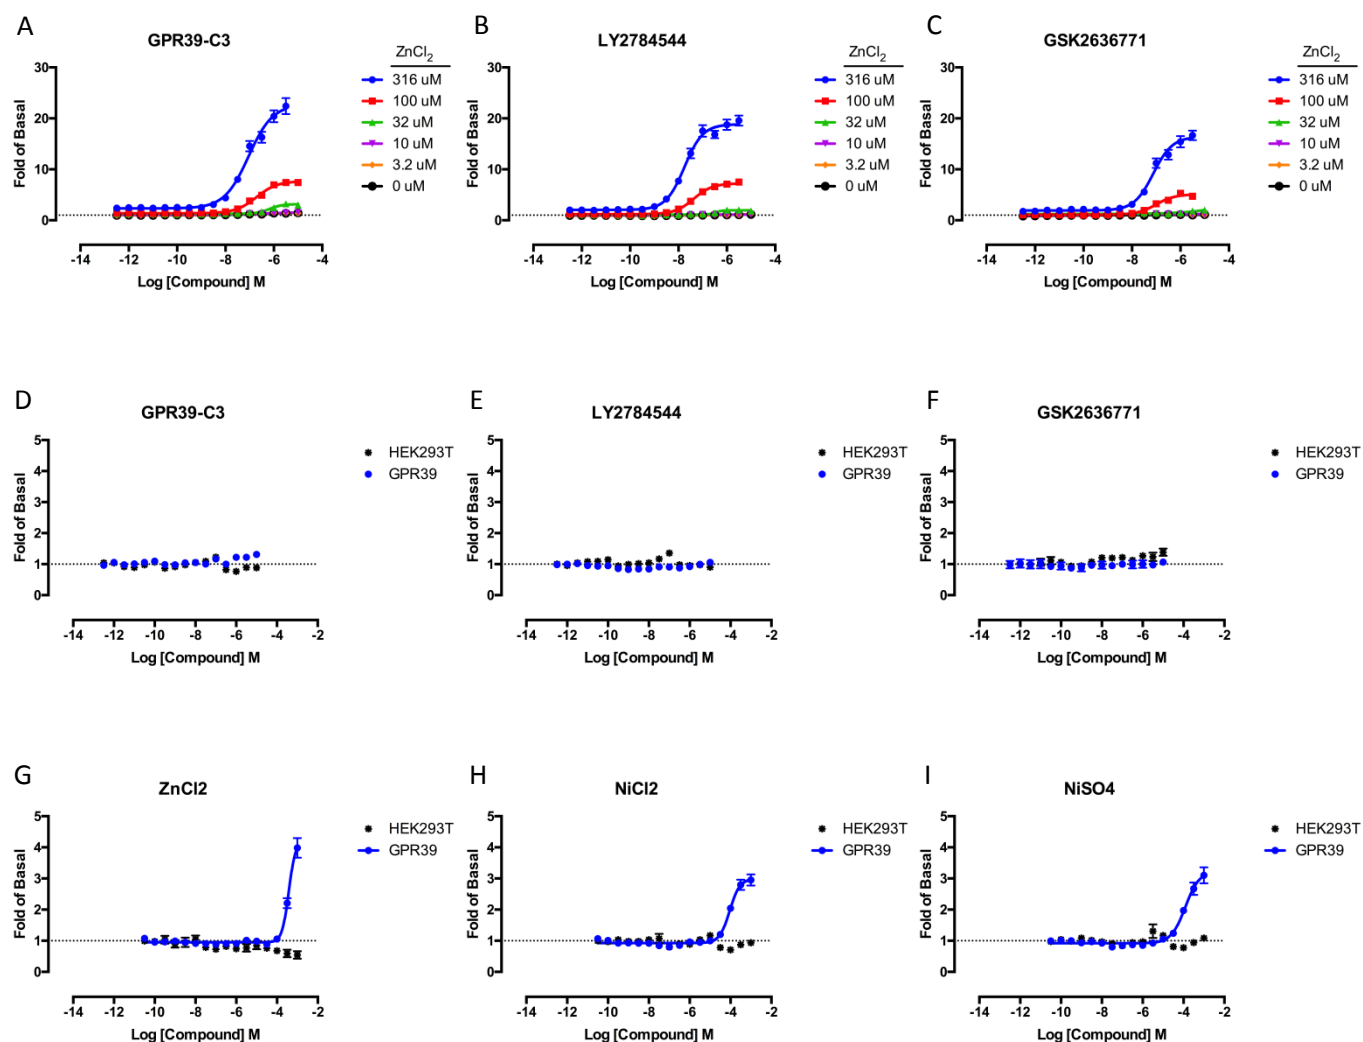 A
GPR39-C3
ZnCl2
316 uM
100 uM
32 uM
10 uM
3.2 uM
0 uM
Fold of Basal
30
20
10
0
-14 -12 -10 -8 -6 -4
Log [Compound] M
B
LY2784544
ZnCl2
316 uM
100 uM
32 uM
10 uM
3.2 uM
0 uM
Fold of Basal
30
20
10
0
-14 -12 -10 -8 -6 -4
Log [Compound] M
C
GSK2636771
ZnCl2
316 uM
100 uM
32 uM
10 uM
3.2 uM
0 uM
Fold of Basal
30
20
10
0
-14 -12 -10 -8 -6 -4
Log [Compound] M
D
GPR39-C3
HEK293T
GPR39
Fold of Basal
5
4
3
2
1
0
-14 -12 -10 -8 -6 -4 -2
Log [Compound] M
E
LY2784544
HEK293T
GPR39
Fold of Basal
5
4
3
2
1
0
-14 -12 -10 -8 -6 -4 -2
Log [Compound] M
F
GSK2636771
HEK293T
GPR39
Fold of Basal
5
4
3
2
1
0
-14 -12 -10 -8 -6 -4 -2
Log [Compound] M
G
ZnCl2
HEK293T
GPR39
Fold of Basal
5
4
3
2
1
0
-14 -12 -10 -8 -6 -4 -2
Log [Compound] M
H
NiCl2
HEK293T
GPR39
Fold of Basal
5
4
3
2
1
0
-14 -12 -10 -8 -6 -4 -2
Log [Compound] M
I
NiSO4
HEK293T
GPR39
Fold of Basal
5
4
3
2
1
0
-14 -12 -10 -8 -6 -4 -2
Log [Compound] M